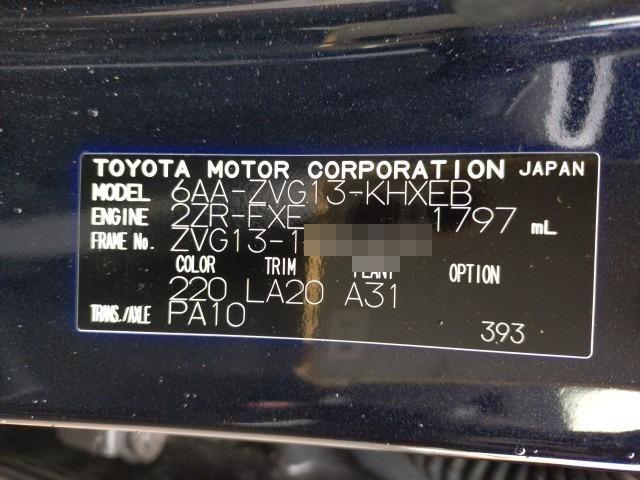 TOYOTA MOTOR CORPORATION JAPAN
MODEL 6AA-ZVG13-KHXEB
ENGINE 2ZR-FXE 1797 mL
FRAME No. ZVG13-1
COLOR TRIM PLANT OPTION
220 LA20 A31
TRANS./AXLE PA10
393